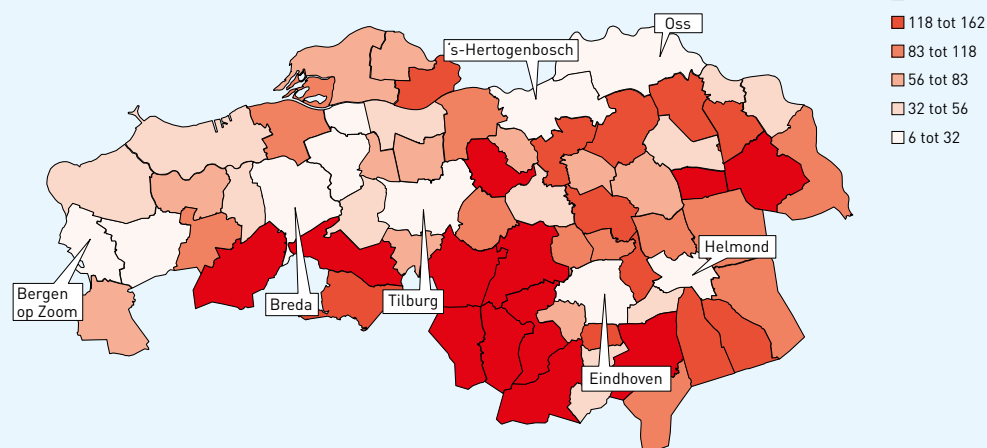 Oss
's-Hertogenbosch
118 tot 162
83 tot 118
56 tot 83
32 tot 56
6 tot 32
Helmond
Bergen
op Zoom
Breda
Tilburg
Eindhoven